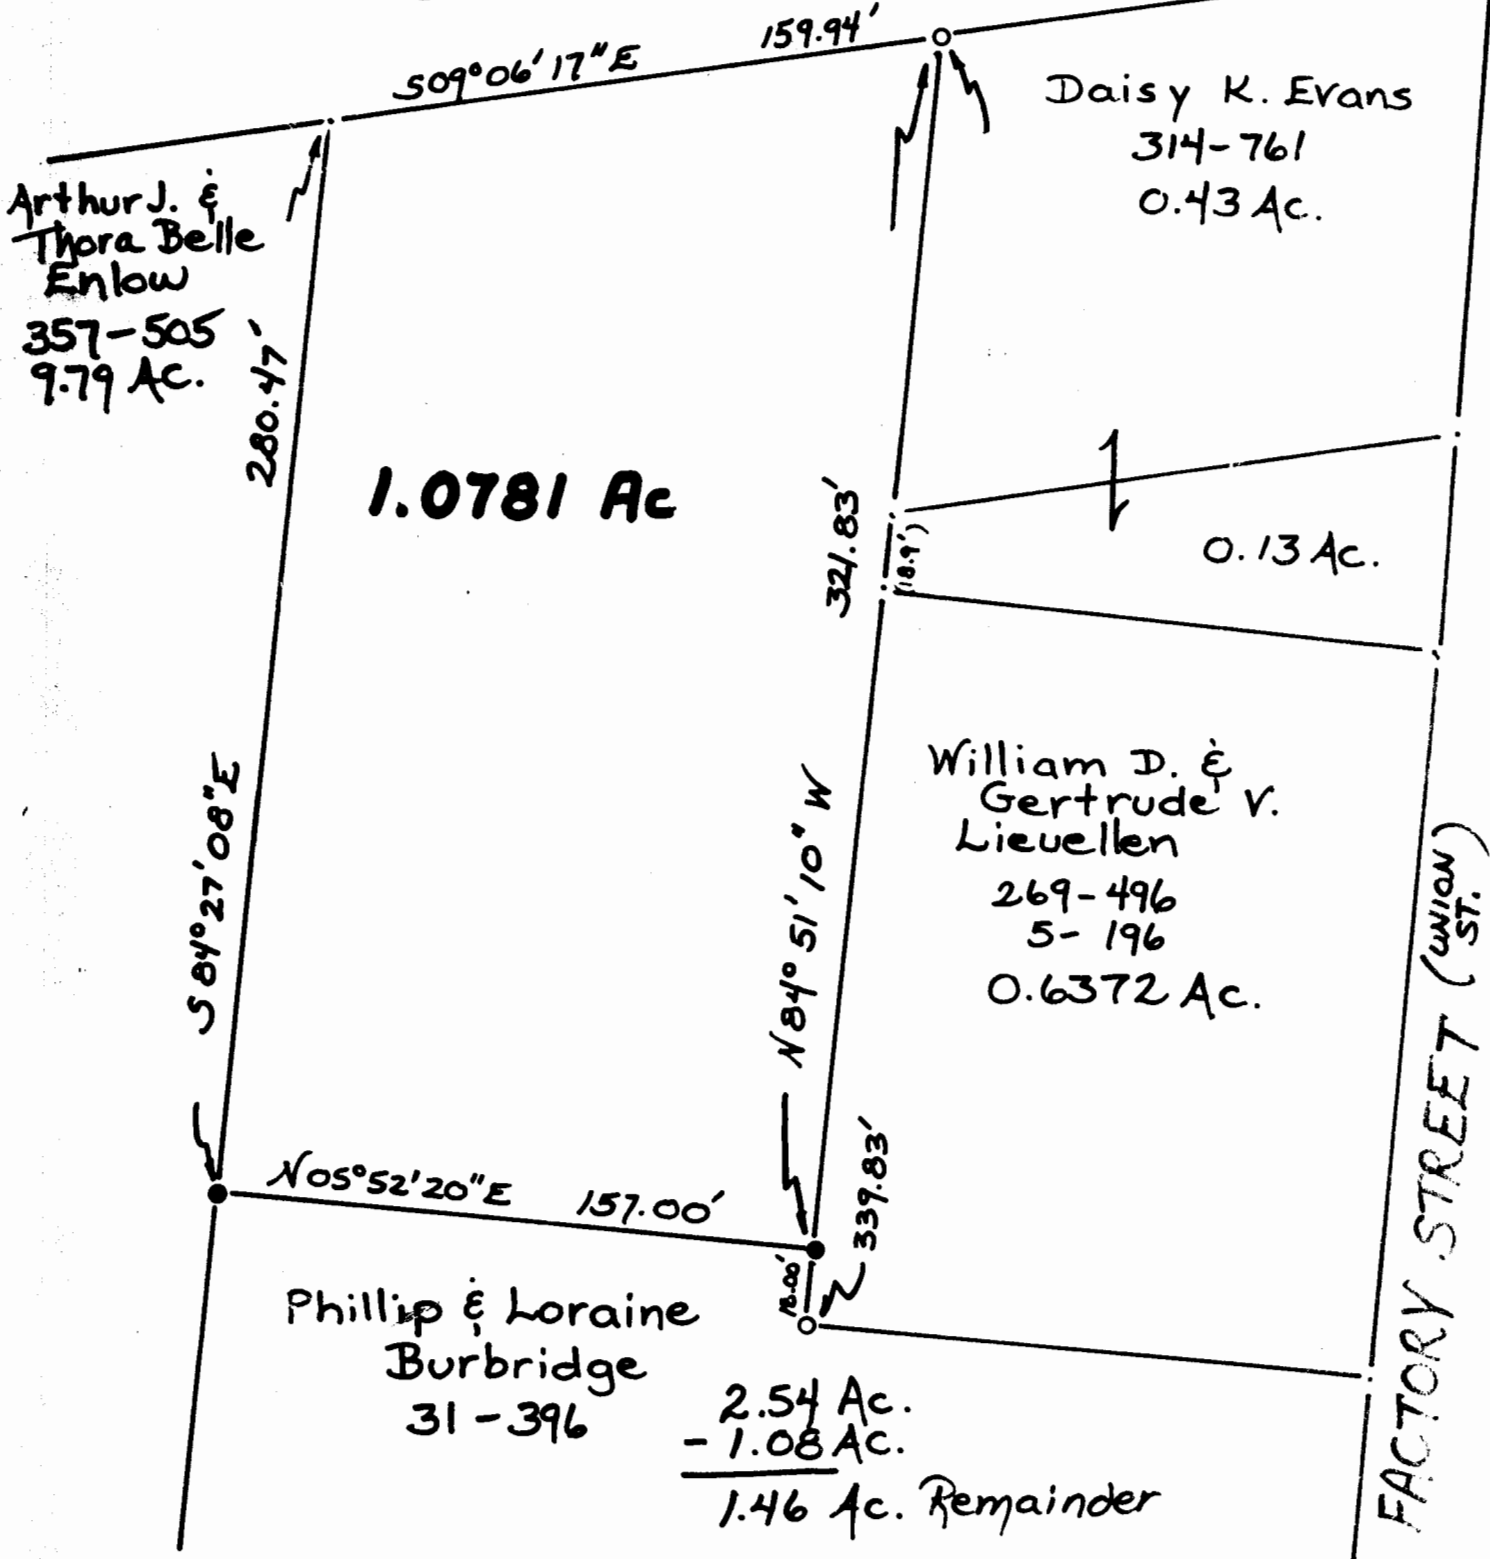 S09°06'17"E 159.94'
Daisy K. Evans
314-761
0.43 Ac.
Arthur J. &
Thora Belle
Enlow
357-505
9.79 Ac.
280.47'
S84°27'08"E
1.0781 Ac
321.83'
(18.9')
N84°51'10"W
0.13 Ac.
William D. &
Gertrude V.
Lievellen
269-496
5-196
0.6372 Ac.
FACTORY STREET (UNION
ST.)
N05°52'20"E 157.00'
339.83'
18.00'
Phillip & Loraine
Burbridge
31-396
2.54 Ac.
- 1.08 Ac.
1.46 Ac. Remainder